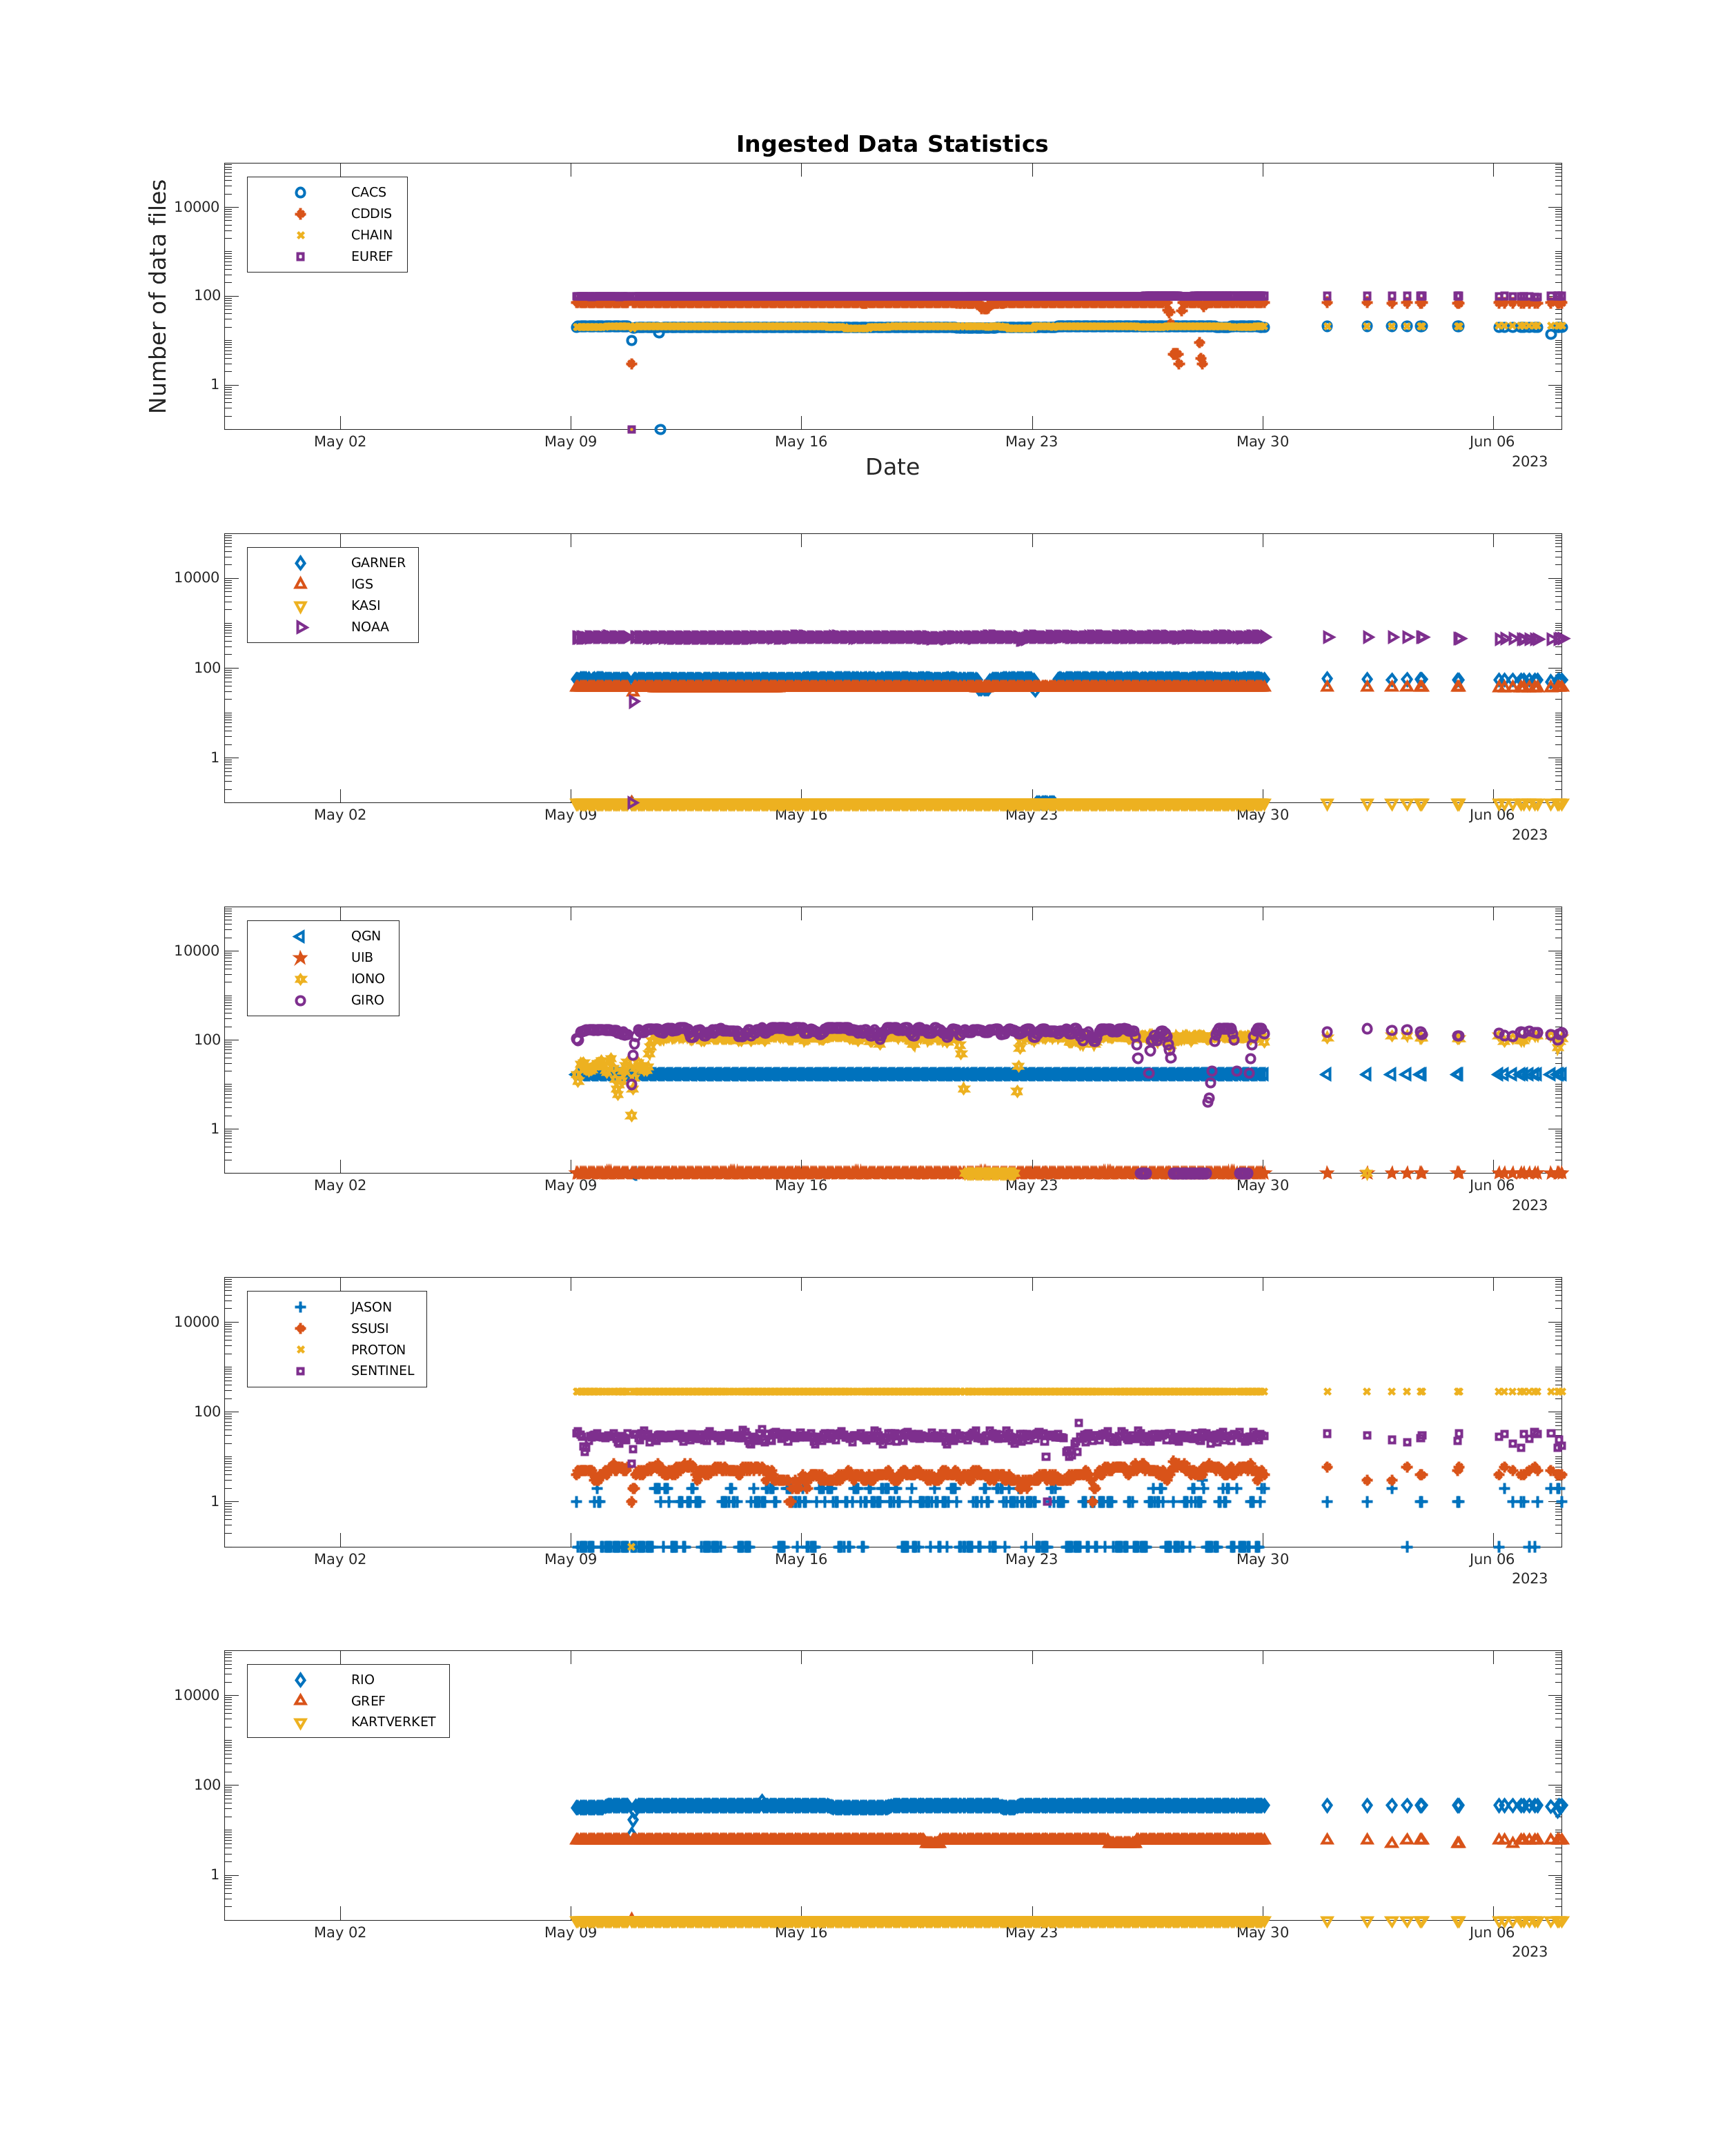 Ingested Data Statistics
Number of data files
10000
100
1
CACS
CDDIS
CHAIN
EUREF
May 02 May 09 May 16 May 23 May 30 Jun 06
2023
Date
10000
100
1
GARNER
IGS
KASI
NOAA
May 02 May 09 May 16 May 23 May 30 Jun 06
2023
10000
100
1
QGN
UIB
IONO
GIRO
May 02 May 09 May 16 May 23 May 30 Jun 06
2023
10000
100
1
JASON
SSUSI
PROTON
SENTINEL
May 02 May 09 May 16 May 23 May 30 Jun 06
2023
10000
100
1
RIO
GREF
KARTVERKET
May 02 May 09 May 16 May 23 May 30 Jun 06
2023